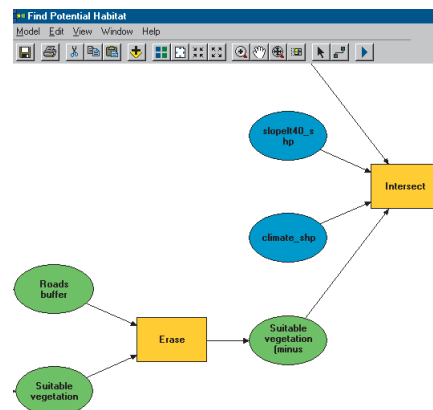 Find Potential Habitat
Model Edit View Window Help
slopelt40_s
hp
Intersect
climate_shp
Roads
buffer
Erase
Suitable
vegetation
(minus
Suitable
vegetation